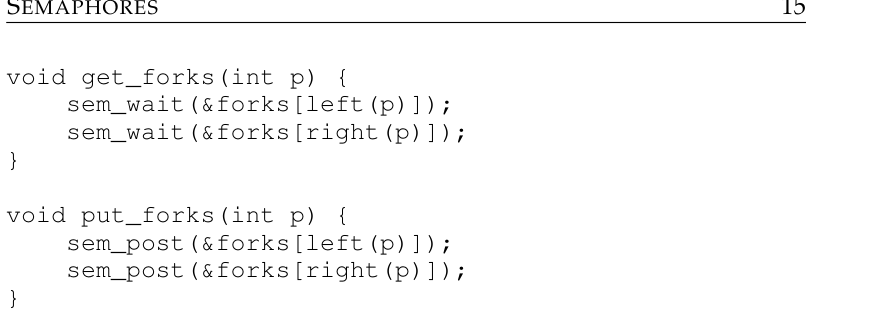 SEMAPHORES 15
void get_forks(int p) {
    sem_wait(&forks[left(p)]);
    sem_wait(&forks[right(p)]);
}
void put_forks(int p) {
    sem_post(&forks[left(p)]);
    sem_post(&forks[right(p)]);
}